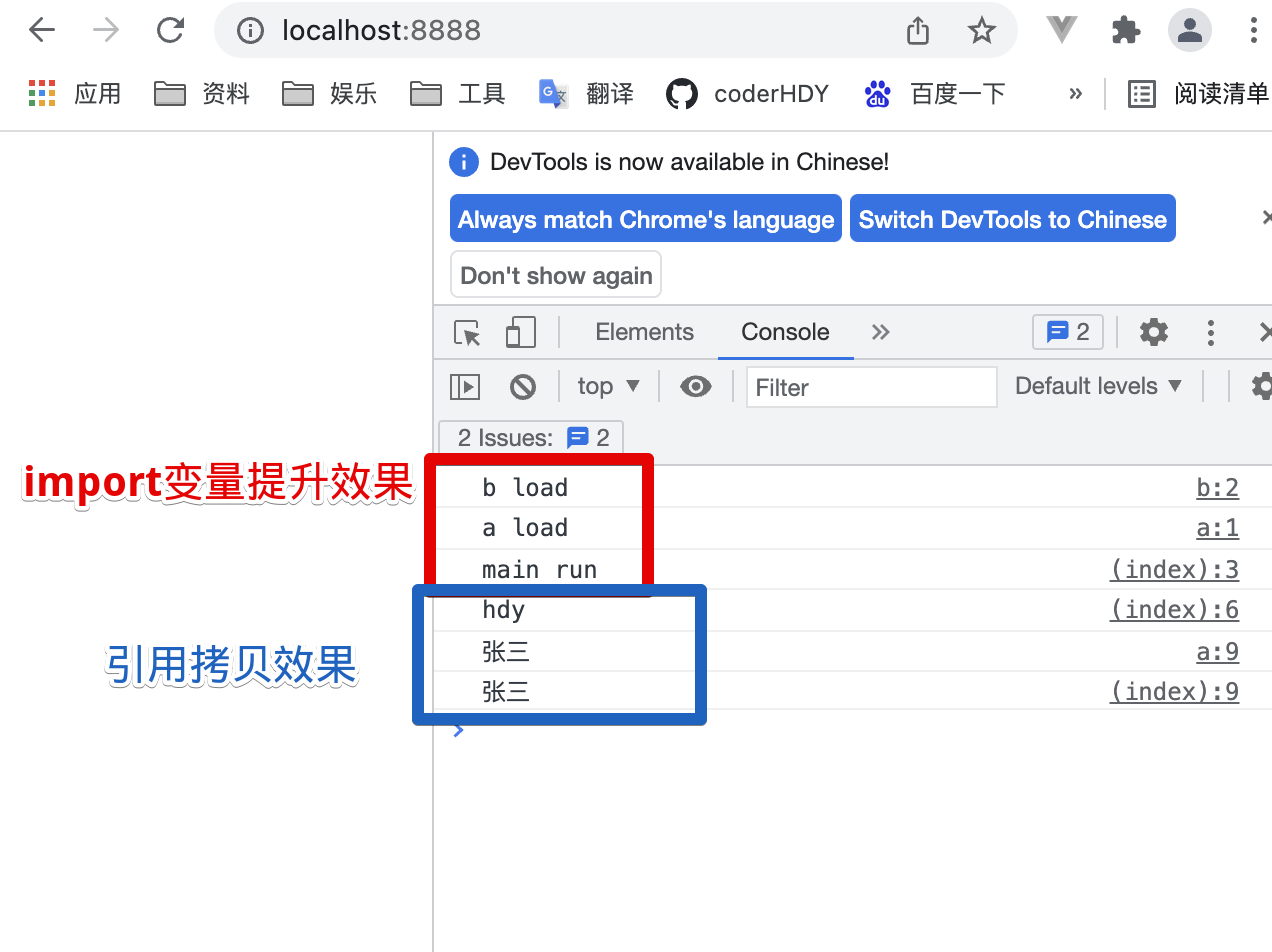 localhost:8888
应用 资料 娱乐 工具 翻译 coderHDY 百度一下 » 阅读清单
DevTools is now available in Chinese!
Always match Chrome's language Switch DevTools to Chinese
Don't show again
Elements Console 2
top Filter Default levels
2 Issues: 2
import变量提升效果
b load b:2
a load a:1
main run (index):3
hdy (index):6
引用拷贝效果
张三 a:9
张三 (index):9